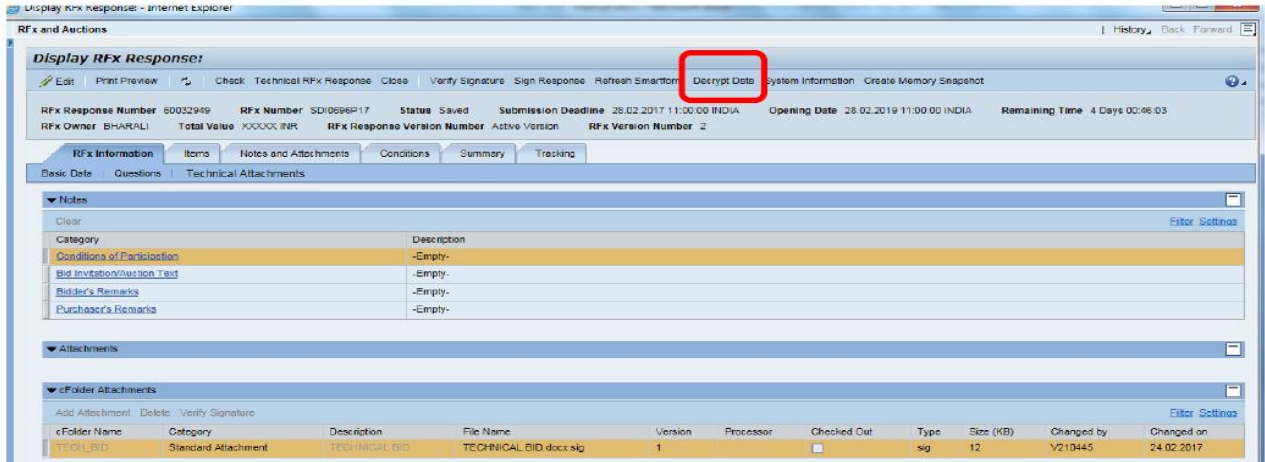 Display RFx Response: - Internet Explorer
RFx and Auctions | History Back Forward
Display RFx Response:
Edit Print Preview Check Technical RFx Response Close Verify Signature Sign Response Refresh Smartform Decrypt Data System Information Create Memory Snapshot
RFx Response Number 60032949 RFx Number SDI0696P17 Status Saved Submission Deadline 28.02.2017 11:00:00 INDIA Opening Date 28.02.2019 11:00:00 INDIA Remaining Time 4 Days 00:46:03
RFx Owner BHARALI Total Value XXXXX INR RFx Response Version Number Active Version RFx Version Number 2
RFx Information Items Notes and Attachments Conditions Summary Tracking
Basic Data Questions Technical Attachments
Notes
Clear Filter Settings
Category Description
Conditions of Participation -Empty-
Bid Invitation/Auction Text -Empty-
Bidder's Remarks -Empty-
Purchaser's Remarks -Empty-
Attachments
cFolder Attachments
Add Attachment Delete Verify Signature Filter Settings
cFolder Name Category Description File Name Version Processor Checked Out Type Size (KB) Changed by Changed on
TECH_BID Standard Attachment TECHNICAL BID TECHNICAL BID.docx.sig 1 sig 12 V210445 24.02.2017